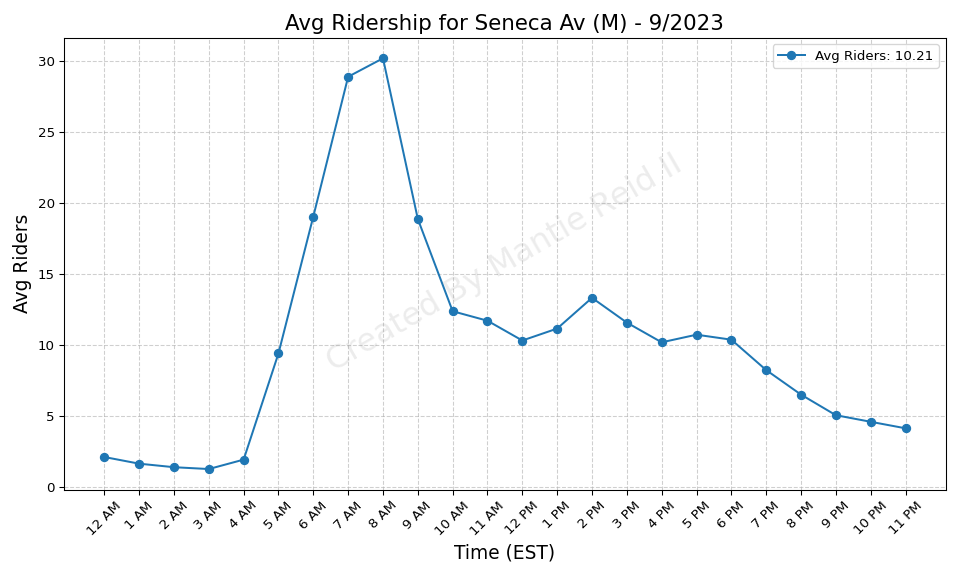 Avg Ridership for Seneca Av (M) - 9/2023
Avg Riders: 10.21
Avg Riders
30
25
20
15
10
5
0
Created By Mantie Reid II
12 AM
1 AM
2 AM
3 AM
4 AM
5 AM
6 AM
7 AM
8 AM
9 AM
10 AM
11 AM
12 PM
1 PM
2 PM
3 PM
4 PM
5 PM
6 PM
7 PM
8 PM
9 PM
10 PM
11 PM
Time (EST)